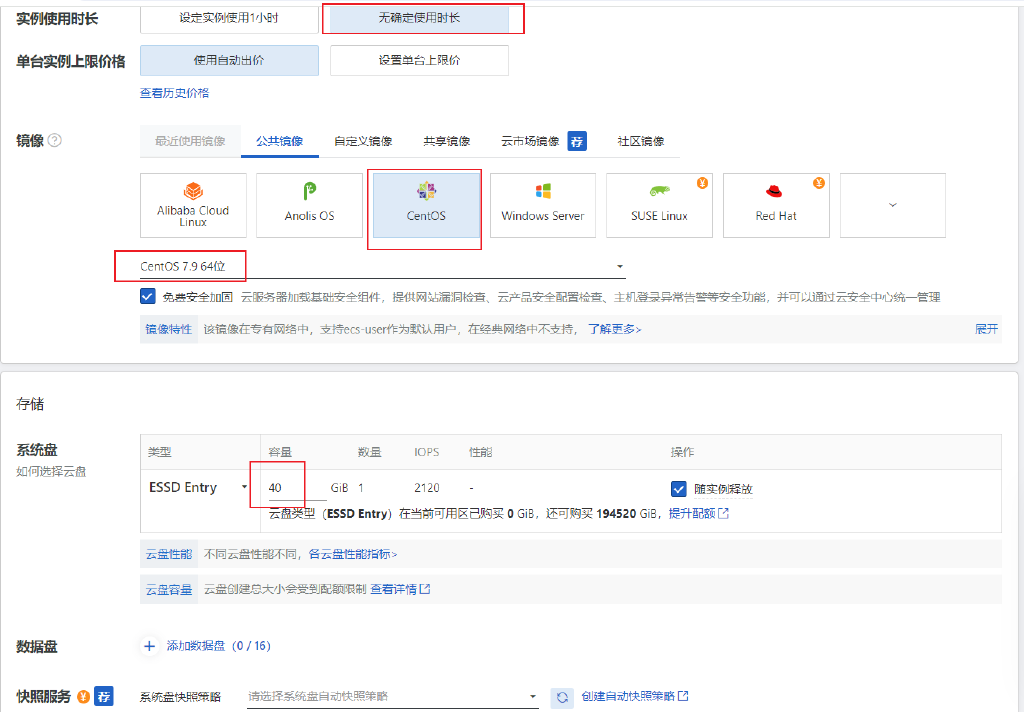 实例使用时长 设定实例使用1小时 无确定使用时长
单台实例上限价格 使用自动出价 设置单台上限价
查看历史价格
镜像 ? 最近使用镜像 公共镜像 自定义镜像 共享镜像 云市场镜像 荐 社区镜像
Alibaba Cloud Linux
Anolis OS
CentOS
Windows Server
¥ SUSE Linux
¥ Red Hat
CentOS 7.9 64位
免费安全加固 云服务器加载基础安全组件，提供网站漏洞检查、云产品安全配置检查、主机登录异常告警等安全功能，并可以通过云安全中心统一管理
镜像特性 该镜像在专有网络中，支持ecs-user作为默认用户，在经典网络中不支持， 了解更多> 展开
存储
系统盘
如何选择云盘
类型 容量 数量 IOPS 性能 操作
ESSD Entry 40 GiB 1 2120 - 随实例释放
云盘类型（ESSD Entry）在当前可用区已购买 0 GiB，还可购买 194520 GiB，提升配额
云盘性能 不同云盘性能不同，各云盘性能指标>
云盘容量 云盘创建总大小会受到配额限制 查看详情
数据盘 + 添加数据盘（0 / 16）
快照服务 ¥ 荐 系统盘快照策略 请选择系统盘自动快照策略 创建自动快照策略